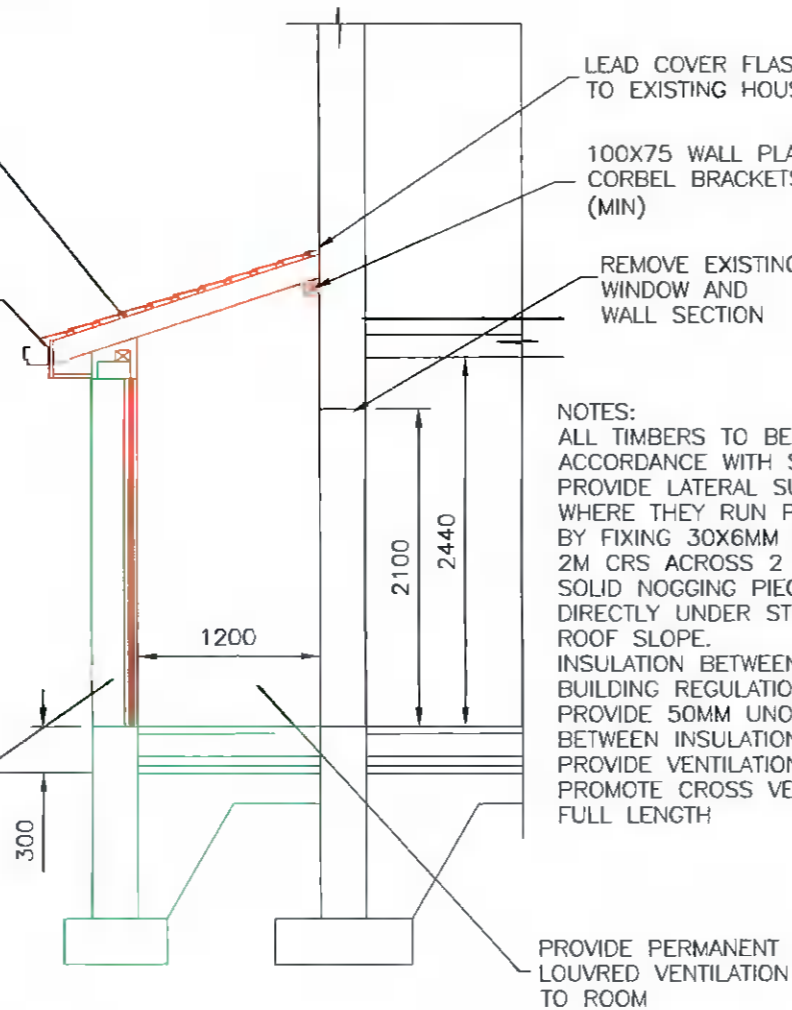 LEAD COVER FLAS
TO EXISTING HOUS
100X75 WALL PLA
CORBEL BRACKETS
(MIN)
REMOVE EXISTING
WINDOW AND
WALL SECTION
NOTES:
ALL TIMBERS TO BE
ACCORDANCE WITH S
PROVIDE LATERAL SU
WHERE THEY RUN P
BY FIXING 30X6MM
2M CRS ACROSS 2
SOLID NOGGING PIEC
DIRECTLY UNDER ST
ROOF SLOPE.
INSULATION BETWEEN
BUILDING REGULATIO
PROVIDE 50MM UNO
BETWEEN INSULATION
PROVIDE VENTILATION
PROMOTE CROSS VE
FULL LENGTH
2100
2440
1200
300
PROVIDE PERMANENT
LOUVRED VENTILATION
TO ROOM